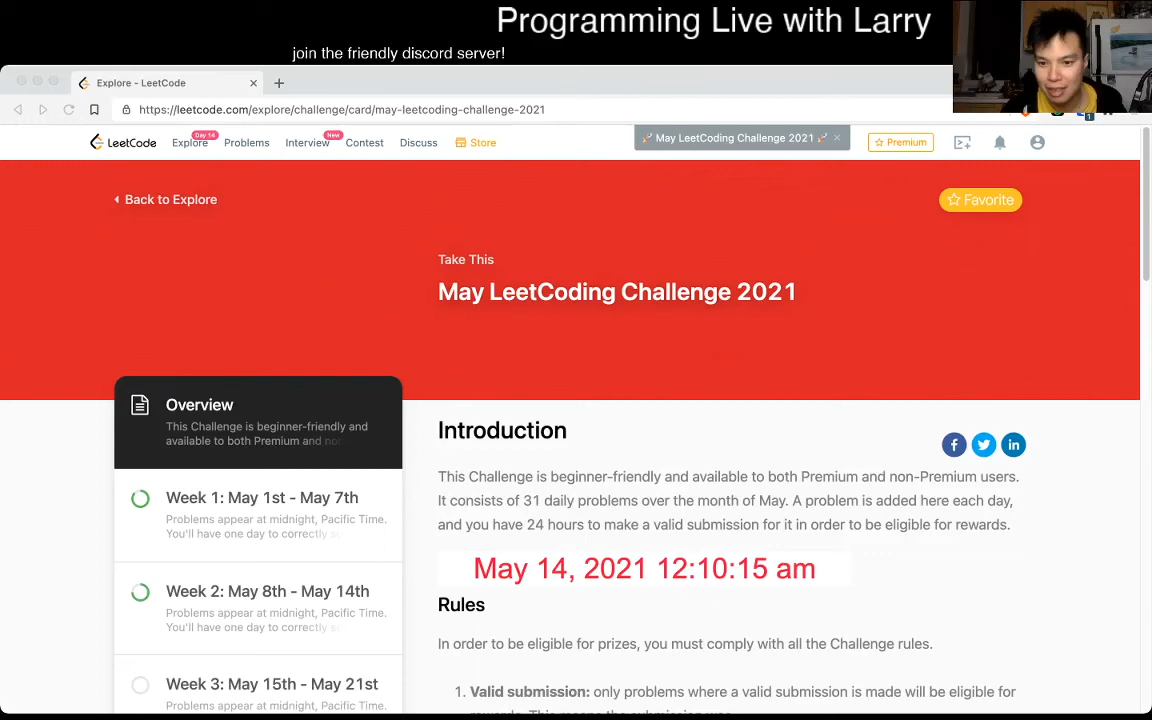 Programming Live with Larry
join the friendly discord server!
Explore - LeetCode
https://leetcode.com/explore/challenge/card/may-leetcoding-challenge-2021
LeetCode
Explore
Day 14
Problems
Interview
New
Contest
Discuss
Store
May LeetCoding Challenge 2021
Premium
Back to Explore
Favorite
Take This
May LeetCoding Challenge 2021
Overview
This Challenge is beginner-friendly and
available to both Premium and no
Introduction
This Challenge is beginner-friendly and available to both Premium and non-Premium users.
It consists of 31 daily problems over the month of May. A problem is added here each day,
and you have 24 hours to make a valid submission for it in order to be eligible for rewards.
Week 1: May 1st - May 7th
Problems appear at midnight, Pacific Time.
You'll have one day to correctly s
May 14, 2021 12:10:15 am
Week 2: May 8th - May 14th
Problems appear at midnight, Pacific Time.
You'll have one day to correctly s
Rules
In order to be eligible for prizes, you must comply with all the Challenge rules.
Week 3: May 15th - May 21st
Problems appear at midnight, Pacific Time.
1. Valid submission: only problems where a valid submission is made will be eligible for